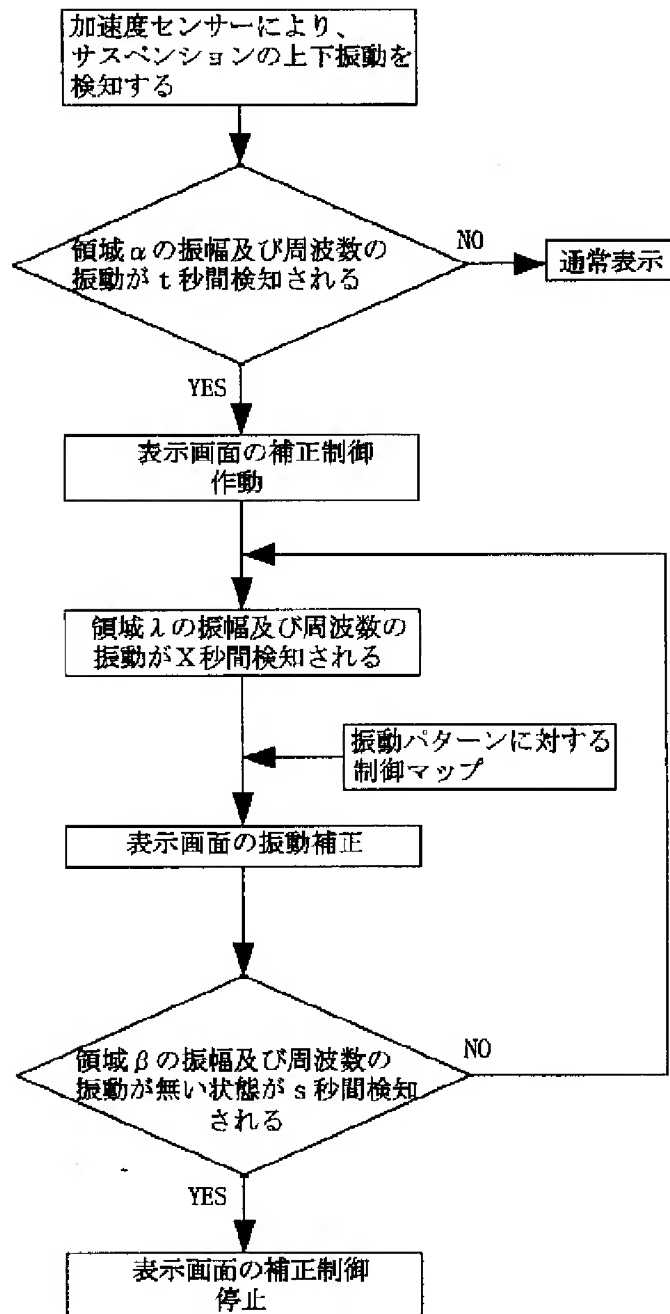 加速度センサーにより、
サスペンションの上下振動を
検知する
領域αの振幅及び周波数の
振動がｔ秒間検知される
NO
通常表示
YES
表示画面の補正制御
作動
領域λの振幅及び周波数の
振動がＸ秒間検知される
振動パターンに対する
制御マップ
表示画面の振動補正
領域βの振幅及び周波数の
振動が無い状態がｓ秒間検知
される
NO
YES
表示画面の補正制御
停止